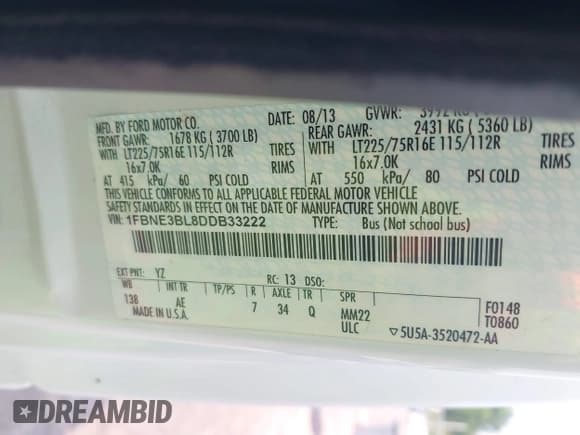 MFD. BY FORD MOTOR CO.
DATE: 08/13 GVWR: 3992 KG
FRONT GAWR: 1678 KG ( 3700 LB) REAR GAWR: 2431 KG ( 5360 LB)
WITH LT225/75R16E 115/112R TIRES WITH LT225/75R16E 115/112R TIRES
16x7.0K RIMS 16x7.0K RIMS
AT 415 kPa/ 60 PSI COLD AT 550 kPa/ 80 PSI COLD
THIS VEHICLE CONFORMS TO ALL APPLICABLE FEDERAL MOTOR VEHICLE
SAFETY STANDARDS IN EFFECT ON THE DATE OF MANUFACTURE SHOWN ABOVE.
VIN: 1FBNE3BL8DDB33222 TYPE: Bus (Not school bus)
EXT PNT: YZ RC: 13 DSO:
WB INT TR TP/PS R AXLE TR SPR
138 AE 7 34 Q MM22
MADE IN U.S.A. ULC
F0148
T0860
▽5U5A-3520472-AA
DREAMBID